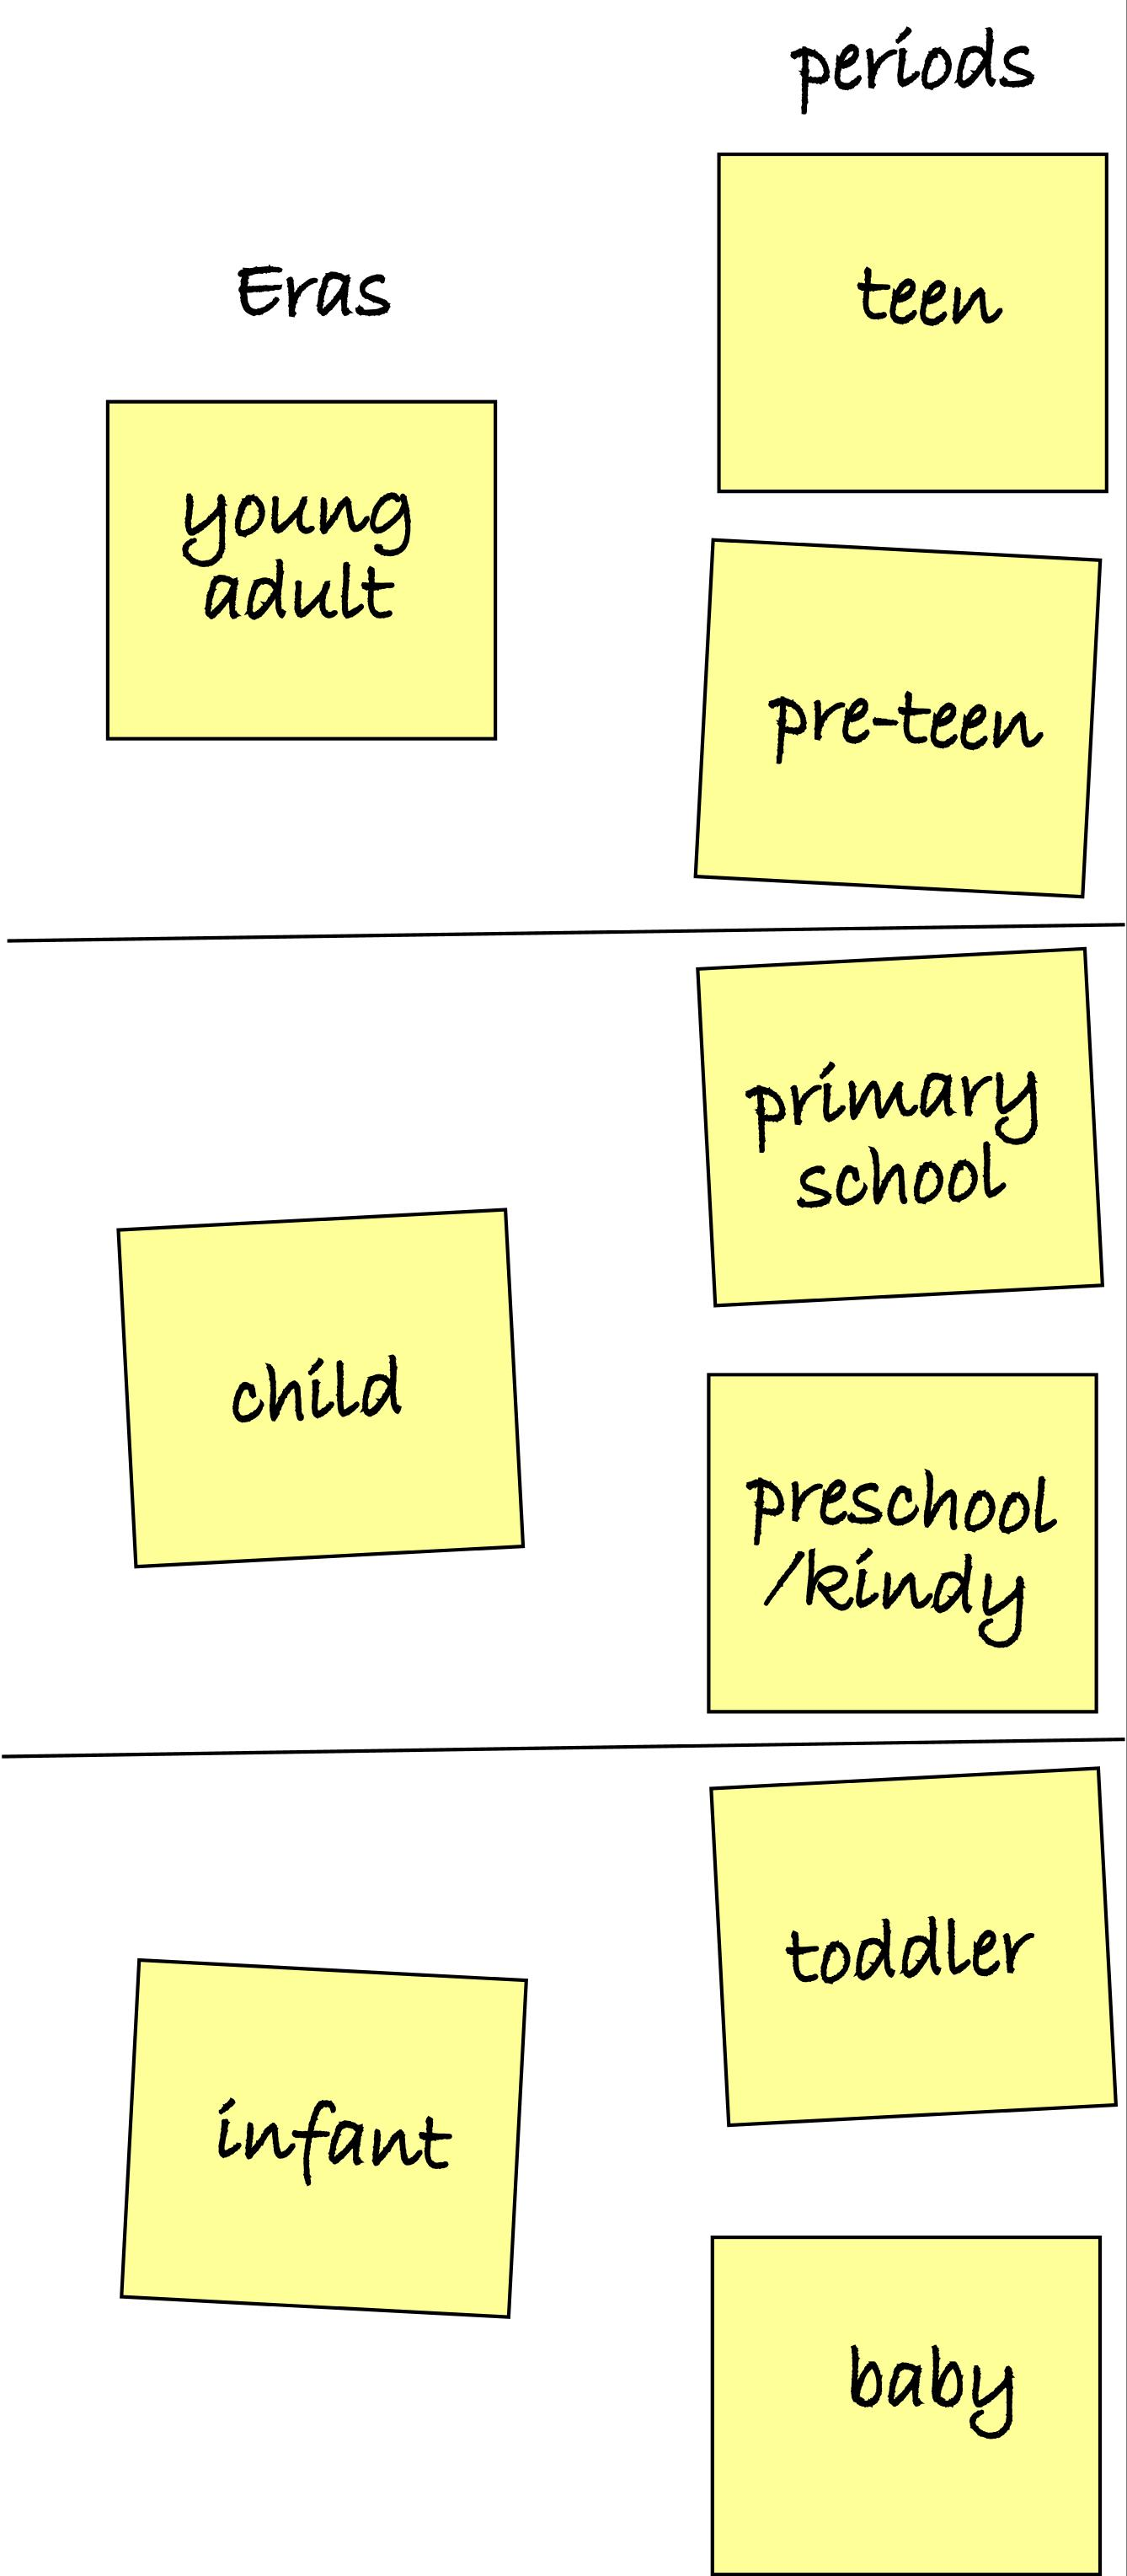 periods
Eras
teen
young
adult
pre-teen
primary
school
child
preschool
/kindy
toddler
infant
baby